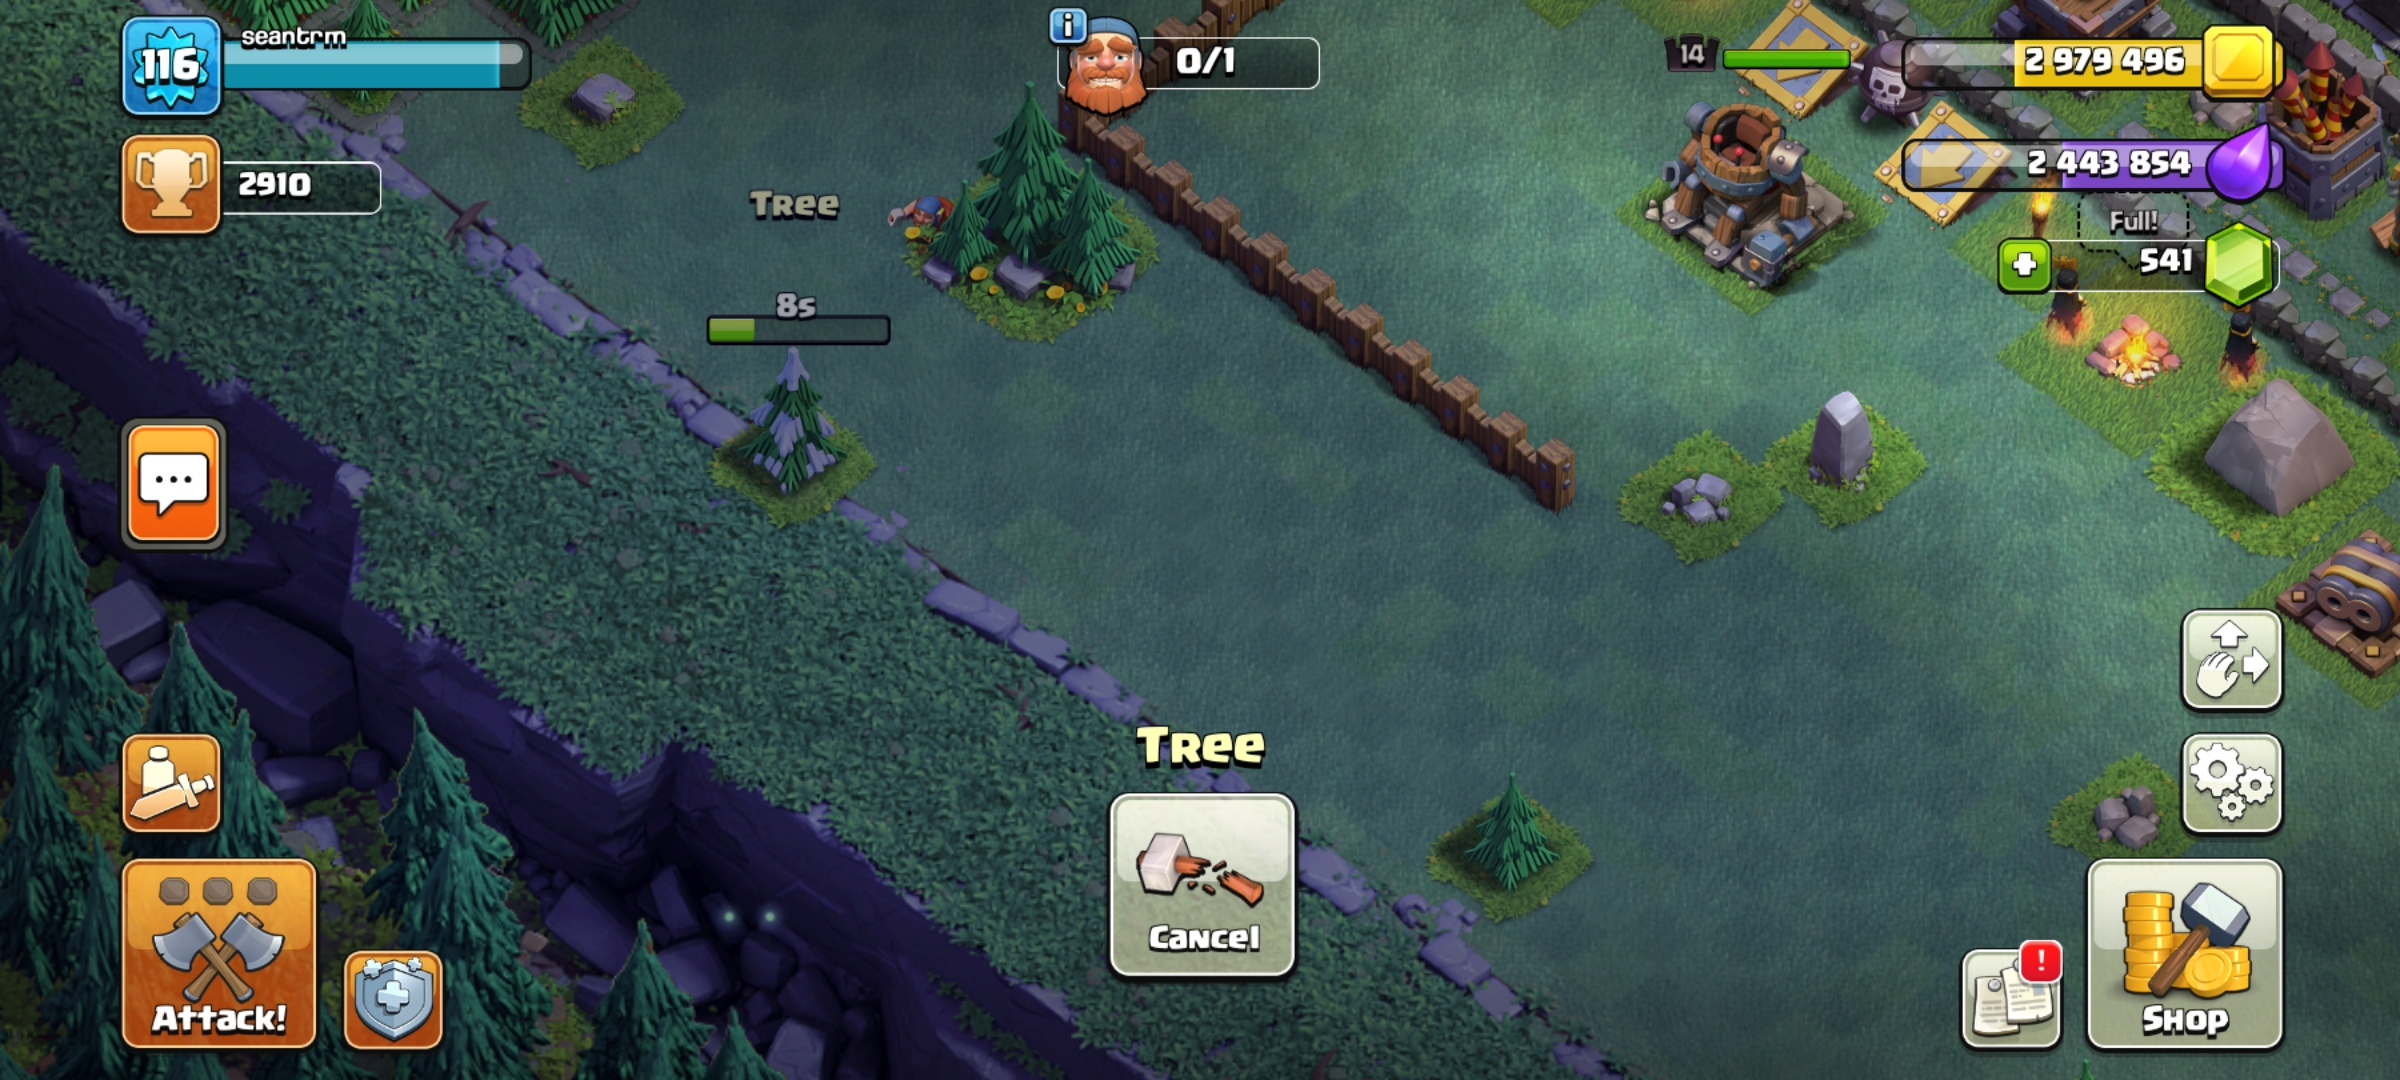 116
seantrm
0/1
14
2 979 496
2910
2 443 854
Tree
Full!
541
8s
Tree
Cancel
Attack!
Shop